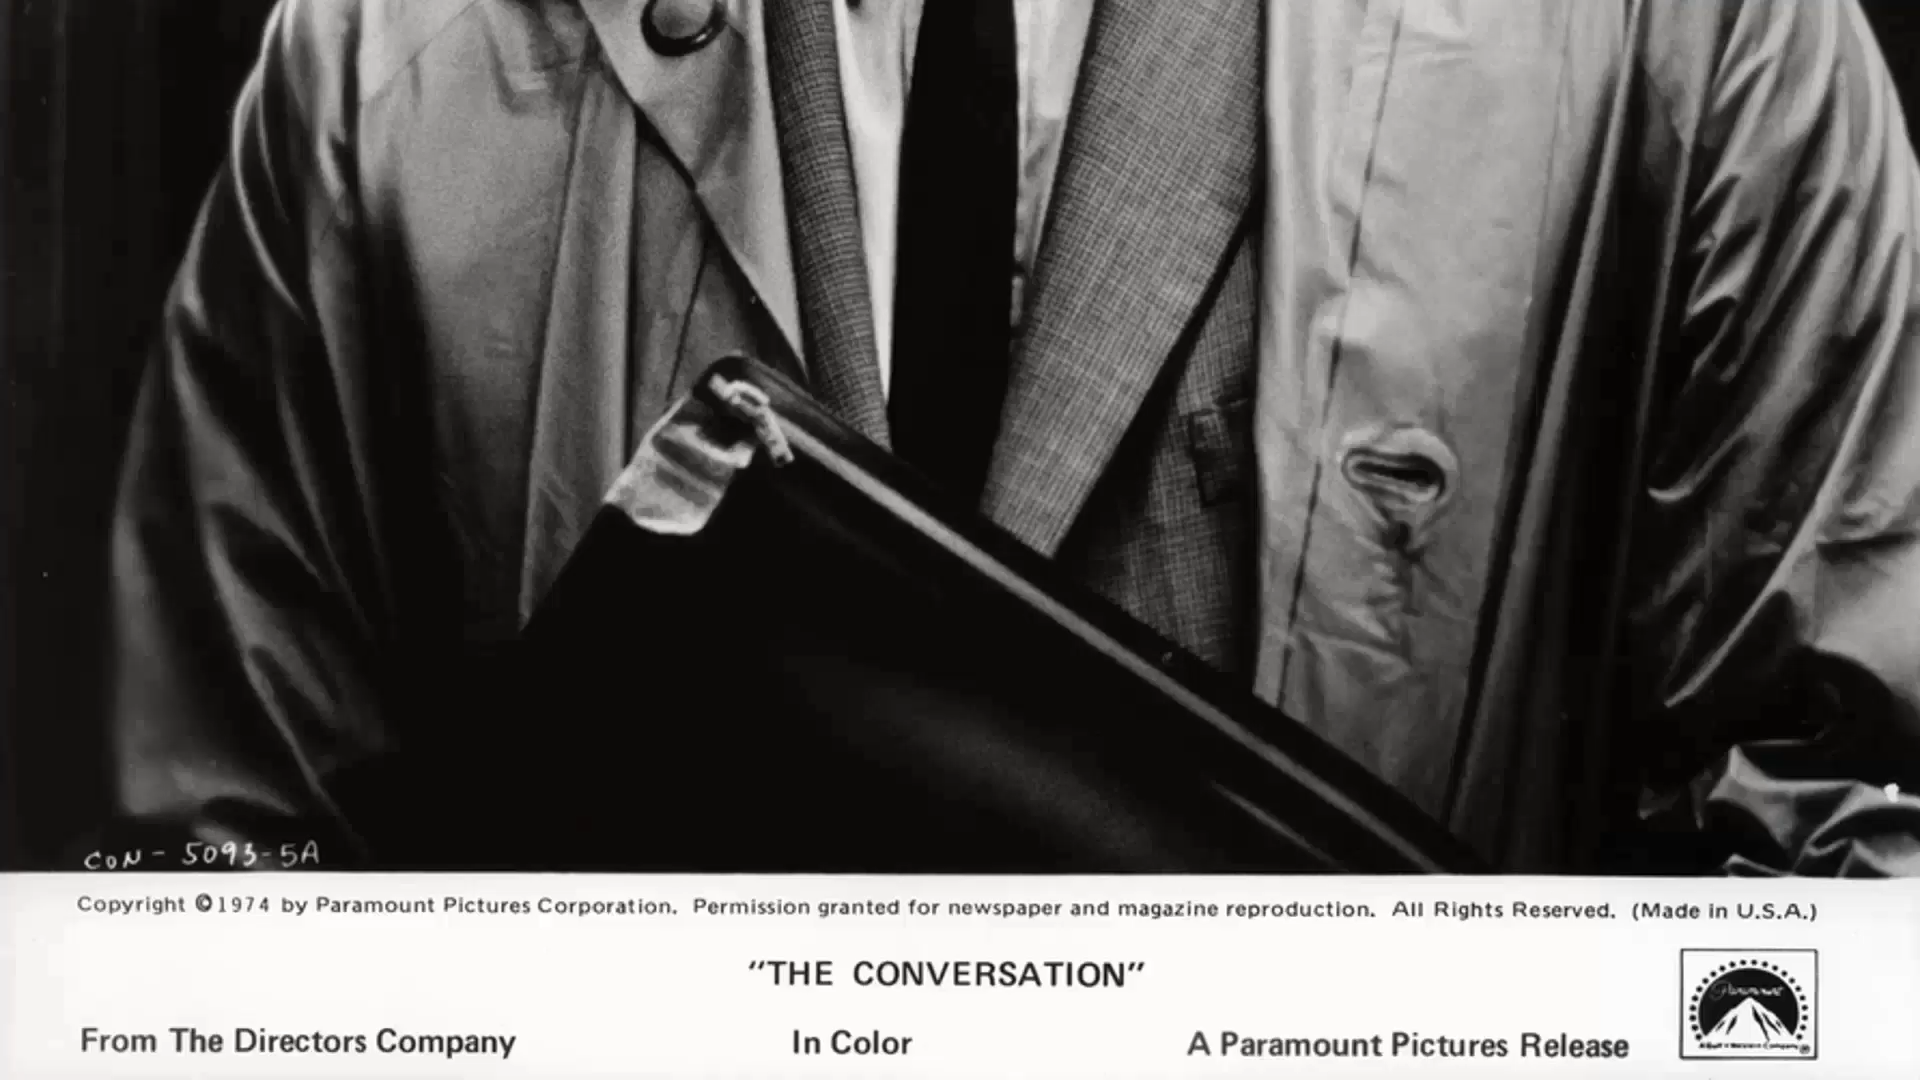 CON - 5093-5A
Copyright ©1974 by Paramount Pictures Corporation. Permission granted for newspaper and magazine reproduction. All Rights Reserved. (Made in U.S.A.)
"THE CONVERSATION"
From The Directors Company In Color A Paramount Pictures Release
Paramount